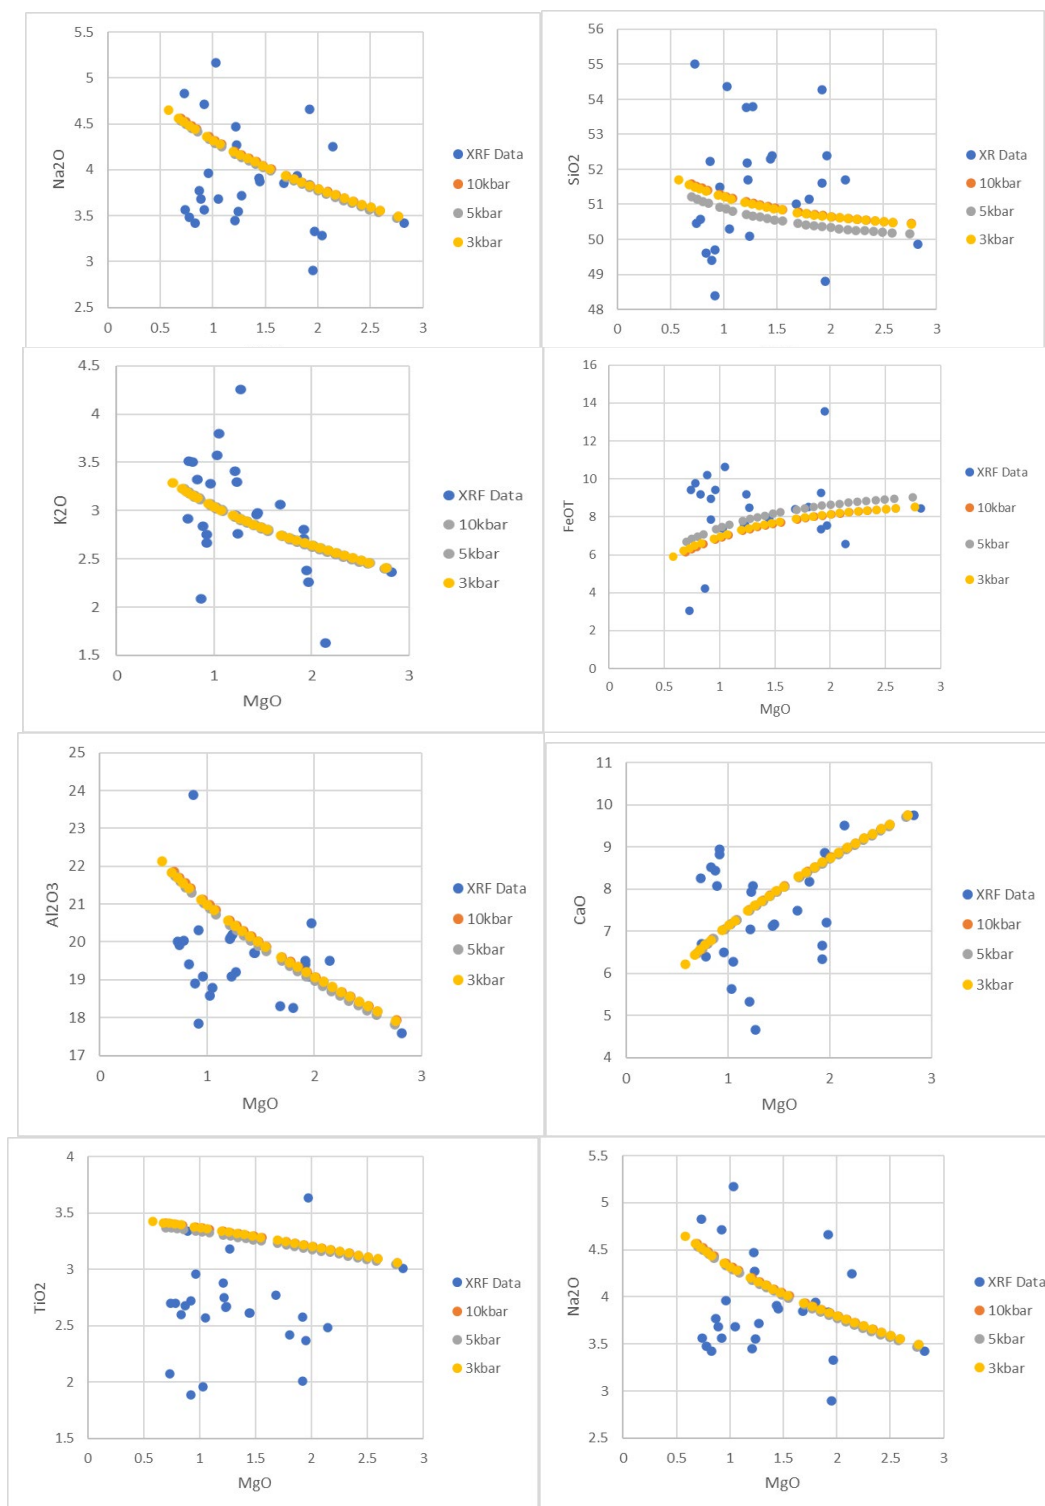 5.5
5
4.5
4
3.5
3
2.5
Na2O
0 0.5 1 1.5 2 2.5 3
XRF Data
10kbar
5kbar
3kbar
56
55
54
53
52
51
50
49
48
SiO2
0 0.5 1 1.5 2 2.5 3
XR Data
10kbar
5kbar
3kbar
4.5
4
3.5
3
2.5
2
1.5
K2O
0 1 2 3
MgO
XRF Data
10kbar
5kbar
3kbar
16
14
12
10
8
6
4
2
0
FeOT
0 0.5 1 1.5 2 2.5 3
MgO
XRF Data
10kbar
5kbar
3kbar
25
24
23
22
21
20
19
18
17
Al2O3
0 1 2 3
MgO
XRF Data
10kbar
5kbar
3kbar
11
10
9
8
7
6
5
4
CaO
0 1 2 3
MgO
XRF Data
10kbar
5kbar
3kbar
4
3.5
3
2.5
2
1.5
TiO2
0 0.5 1 1.5 2 2.5 3
MgO
XRF Data
10kbar
5kbar
3kbar
5.5
5
4.5
4
3.5
3
2.5
Na2O
0 0.5 1 1.5 2 2.5 3
MgO
XRF Data
10kbar
5kbar
3kbar